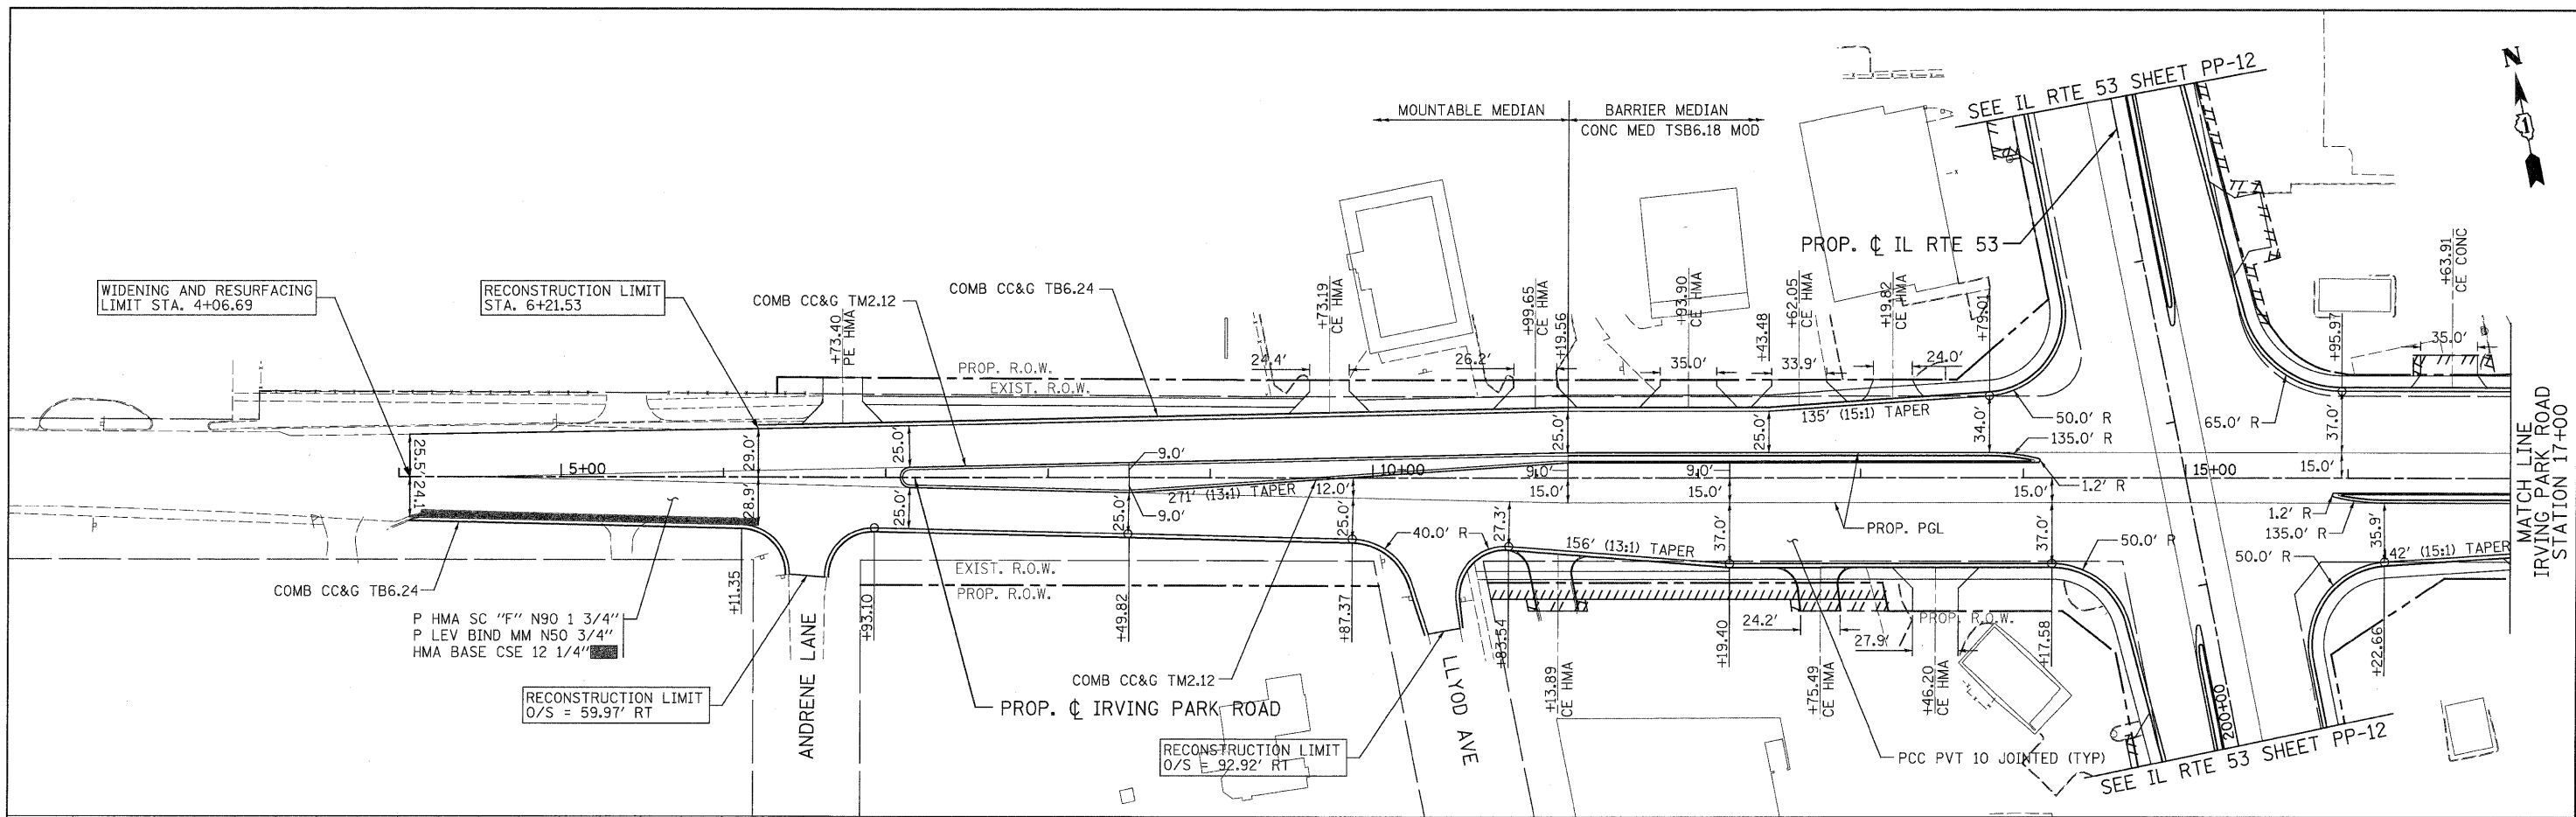 SEE IL RTE 53 SHEET PP-12
N
1
MOUNTABLE MEDIAN
BARRIER MEDIAN
CONC MED TSB6.18 MOD
PROP. ℄ IL RTE 53
WIDENING AND RESURFACING
LIMIT STA. 4+06.69
RECONSTRUCTION LIMIT
STA. 6+21.53
COMB CC&G TM2.12
COMB CC&G TB6.24
+73.40
PE HMA
+73.19
CE HMA
+99.65
CE HMA
+19.56
+93.90
CE HMA
+43.48
+62.05
CE HMA
+19.82
CE HMA
+79.01
+95.97
+63.91
CE CONC
PROP. R.O.W.
EXIST. R.O.W.
24.4'
26.2'
35.0'
33.9'
24.0'
35.0'
135' (15:1) TAPER
50.0' R
65.0' R
135.0' R
25.5'
24.1'
29.0'
28.9'
25.0'
25.0'
5+00
9.0'
9.0'
25.0'
271' (13:1) TAPER
12.0'
25.0'
10+00
25.0'
9.0'
15.0'
25.0'
9.0'
15.0'
34.0'
15.0'
1.2' R
15+00
37.0'
15.0'
PROP. PGL
27.3'
40.0' R
156' (13:1) TAPER
37.0'
37.0'
50.0' R
1.2' R
135.0' R
50.0' R
35.9'
42' (15:1) TAPER
MATCH LINE
IRVING PARK ROAD
STATION 17+00
COMB CC&G TB6.24
P HMA SC "F" N90 1 3/4"
P LEV BIND MM N50 3/4"
HMA BASE CSE 12 1/4"
+11.35
+93.10
+49.82
+87.37
EXIST. R.O.W.
PROP. R.O.W.
+83.54
+13.89
CE HMA
+19.40
24.2'
+75.49
CE HMA
27.9'
+46.20
CE HMA
PROP. R.O.W.
+17.58
+22.66
RECONSTRUCTION LIMIT
O/S = 59.97' RT
ANDRENE LANE
COMB CC&G TM2.12
PROP. ℄ IRVING PARK ROAD
RECONSTRUCTION LIMIT
O/S = 92.92' RT
LLYOD AVE
PCC PVT 10 JOINTED (TYP)
200+00
SEE IL RTE 53 SHEET PP-12